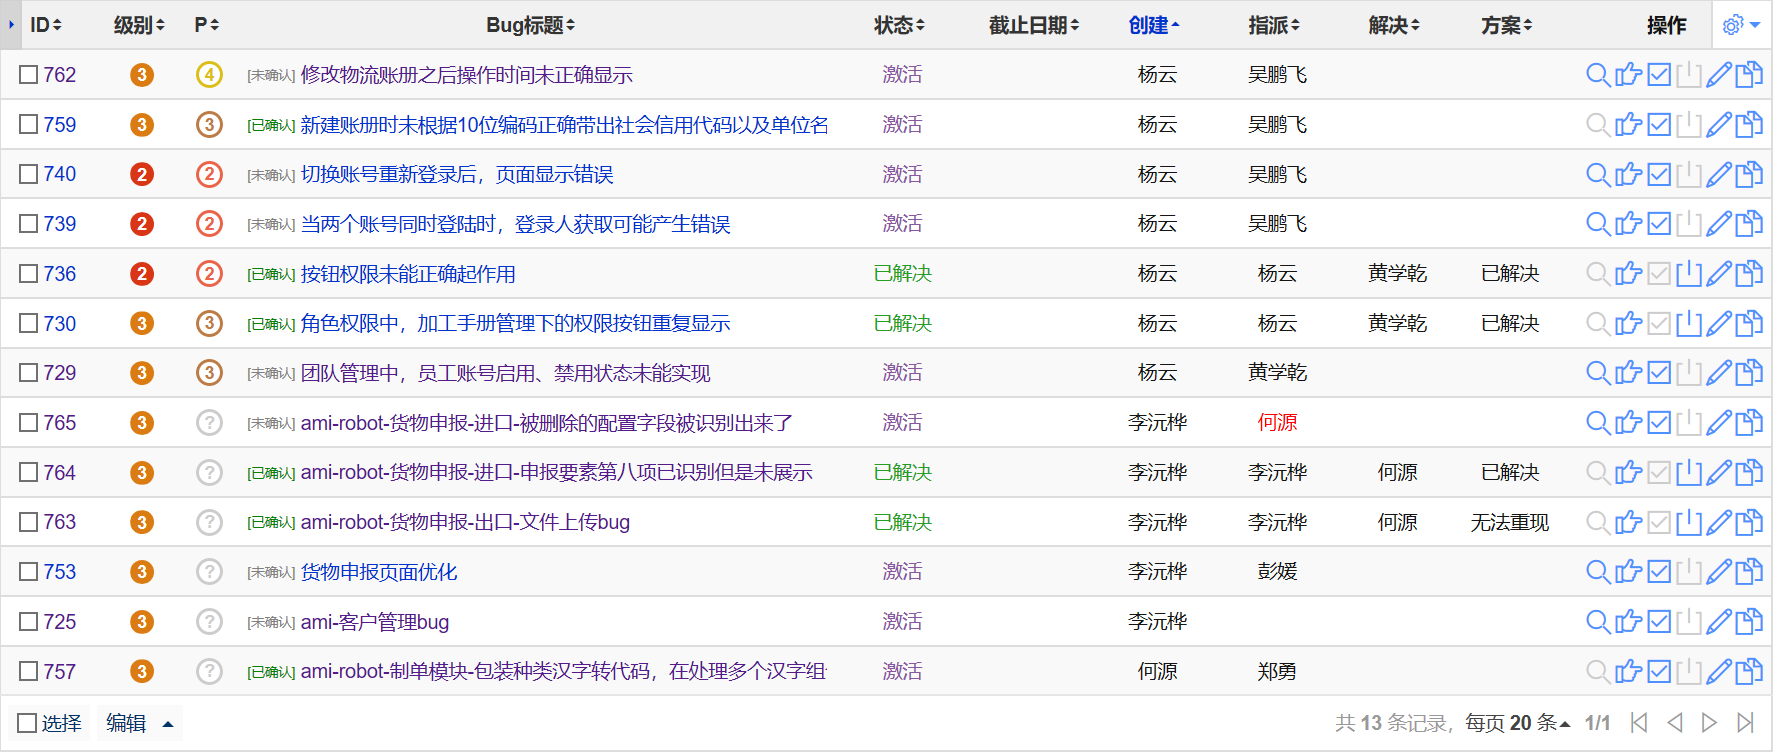 ID 级别 P Bug标题 状态 截止日期 创建 指派 解决 方案 操作
762 3 4 [未确认] 修改物流账册之后操作时间未正确显示 激活 杨云 吴鹏飞
759 3 3 [已确认] 新建账册时未根据10位编码正确带出社会信用代码以及单位名 激活 杨云 吴鹏飞
740 2 2 [未确认] 切换账号重新登录后，页面显示错误 激活 杨云 吴鹏飞
739 2 2 [未确认] 当两个账号同时登陆时，登录人获取可能产生错误 激活 杨云 吴鹏飞
736 2 2 [已确认] 按钮权限未能正确起作用 已解决 杨云 杨云 黄学乾 已解决
730 3 3 [已确认] 角色权限中，加工手册管理下的权限按钮重复显示 已解决 杨云 杨云 黄学乾 已解决
729 3 3 [未确认] 团队管理中，员工账号启用、禁用状态未能实现 激活 杨云 黄学乾
765 3 ? [未确认] ami-robot-货物申报-进口-被删除的配置字段被识别出来了 激活 李沅桦 何源
764 3 ? [已确认] ami-robot-货物申报-进口-申报要素第八项已识别但是未展示 已解决 李沅桦 李沅桦 何源 已解决
763 3 ? [已确认] ami-robot-货物申报-出口-文件上传bug 已解决 李沅桦 李沅桦 何源 无法重现
753 3 ? [未确认] 货物申报页面优化 激活 李沅桦 彭媛
725 3 ? [未确认] ami-客户管理bug 激活 李沅桦
757 3 ? [已确认] ami-robot-制单模块-包装种类汉字转代码，在处理多个汉字组 激活 何源 郑勇
选择 编辑 共 13 条记录，每页 20 条 1/1